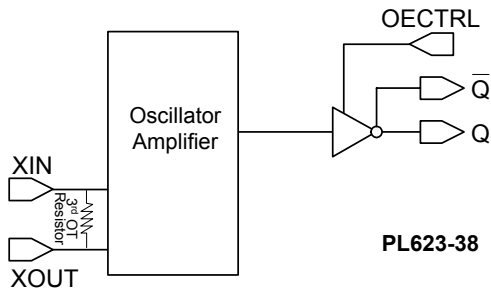 OECTRL
Q̅
Oscillator
Amplifier
Q
XIN
3rd OT
Resistor
XOUT
PL623-38